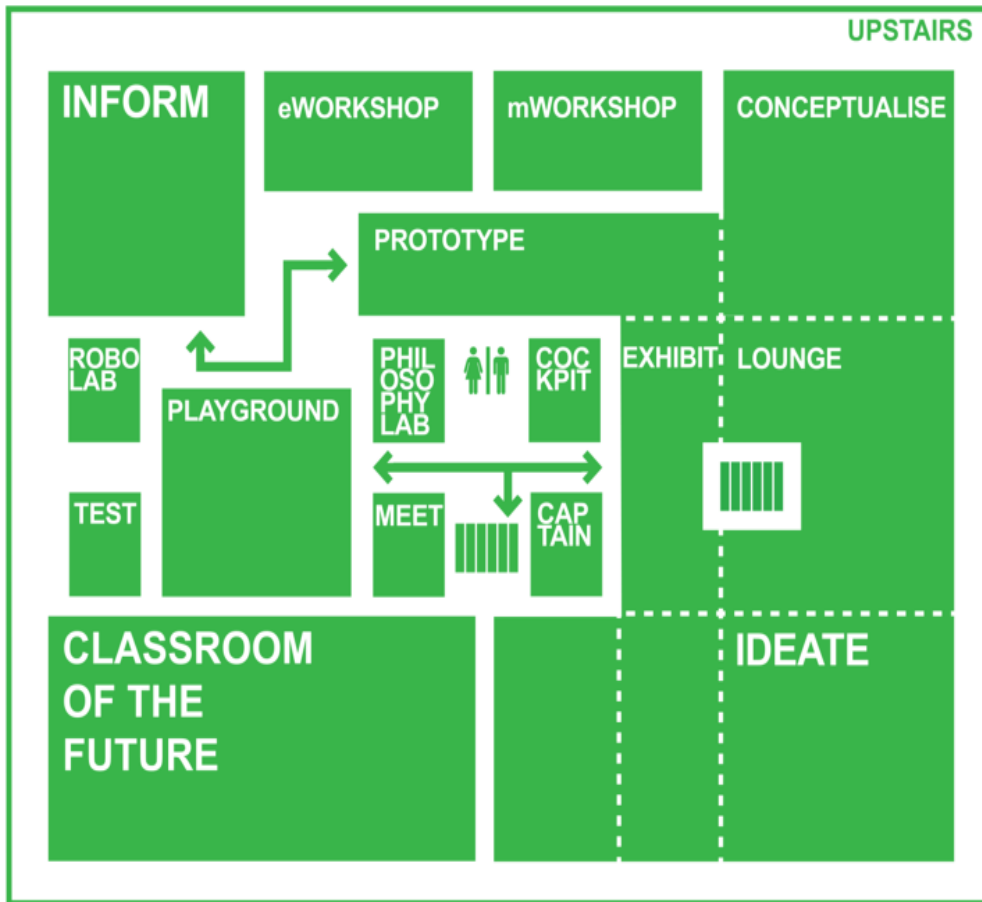 UPSTAIRS
INFORM
eWORKSHOP
mWORKSHOP
CONCEPTUALISE
PROTOTYPE
ROBO
LAB
PHIL
OSO
PHY
LAB
COC
KPIT
EXHIBIT
LOUNGE
PLAYGROUND
TEST
MEET
CAP
TAIN
CLASSROOM
OF THE
FUTURE
IDEATE